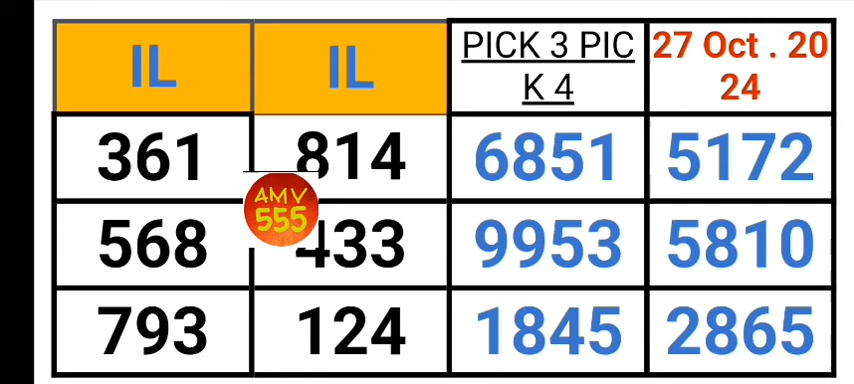 IL IL PICK 3 PIC 27 Oct . 20
K 4 24
361 814 6851 5172
AMV
555
568 433 9953 5810
793 124 1845 2865